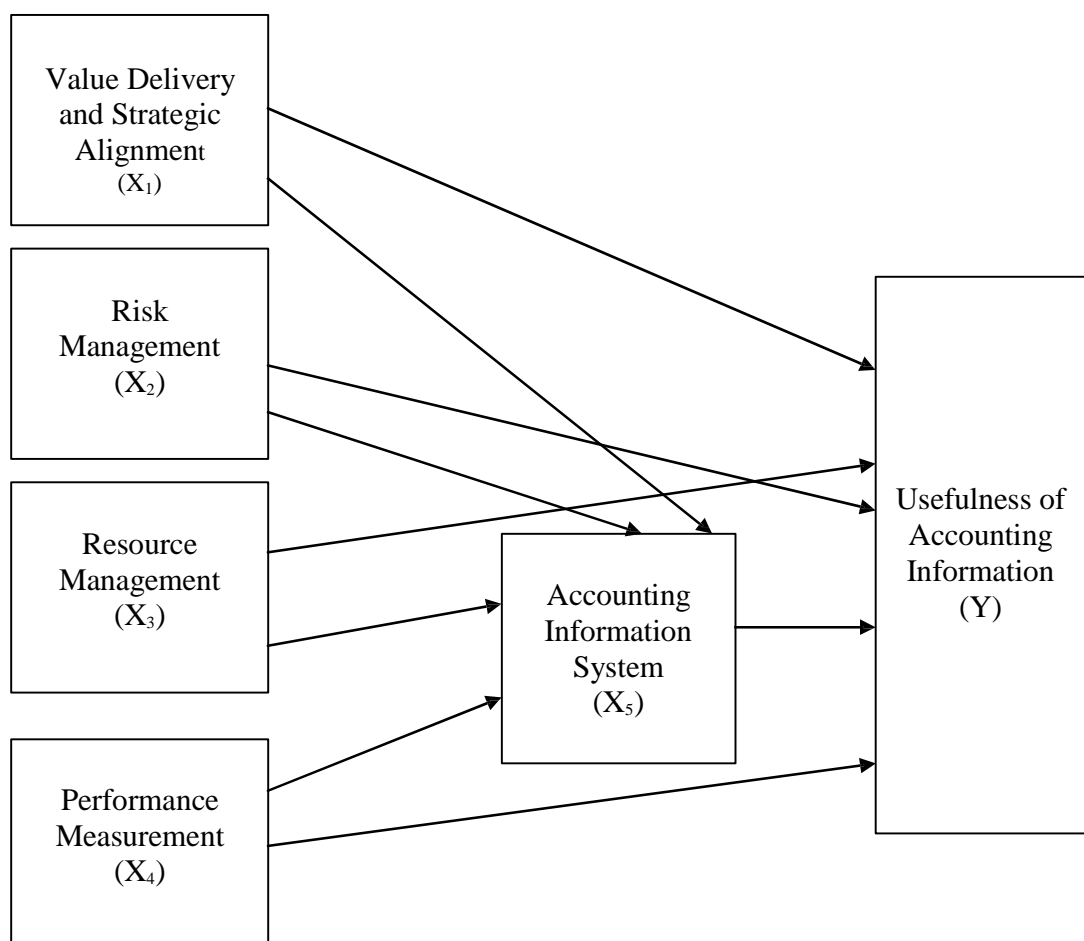 Value Delivery
and Strategic
Alignment
(X₁)
Risk
Management
(X₂)
Resource
Management
(X₃)
Performance
Measurement
(X₄)
Accounting
Information
System
(X₅)
Usefulness of
Accounting
Information
(Y)